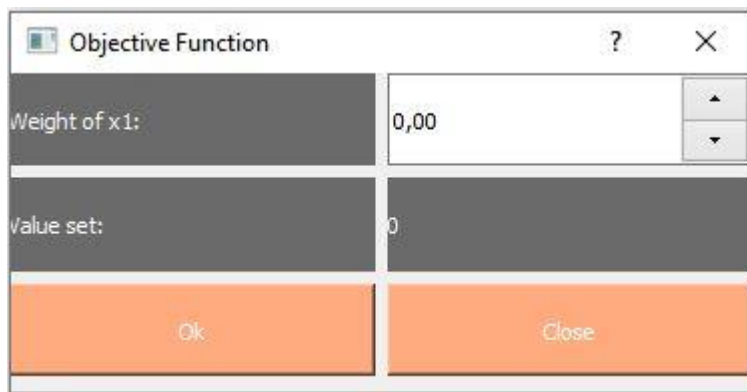 Objective Function ?
Weight of x1: 0,00
Value set: 0
Ok Close